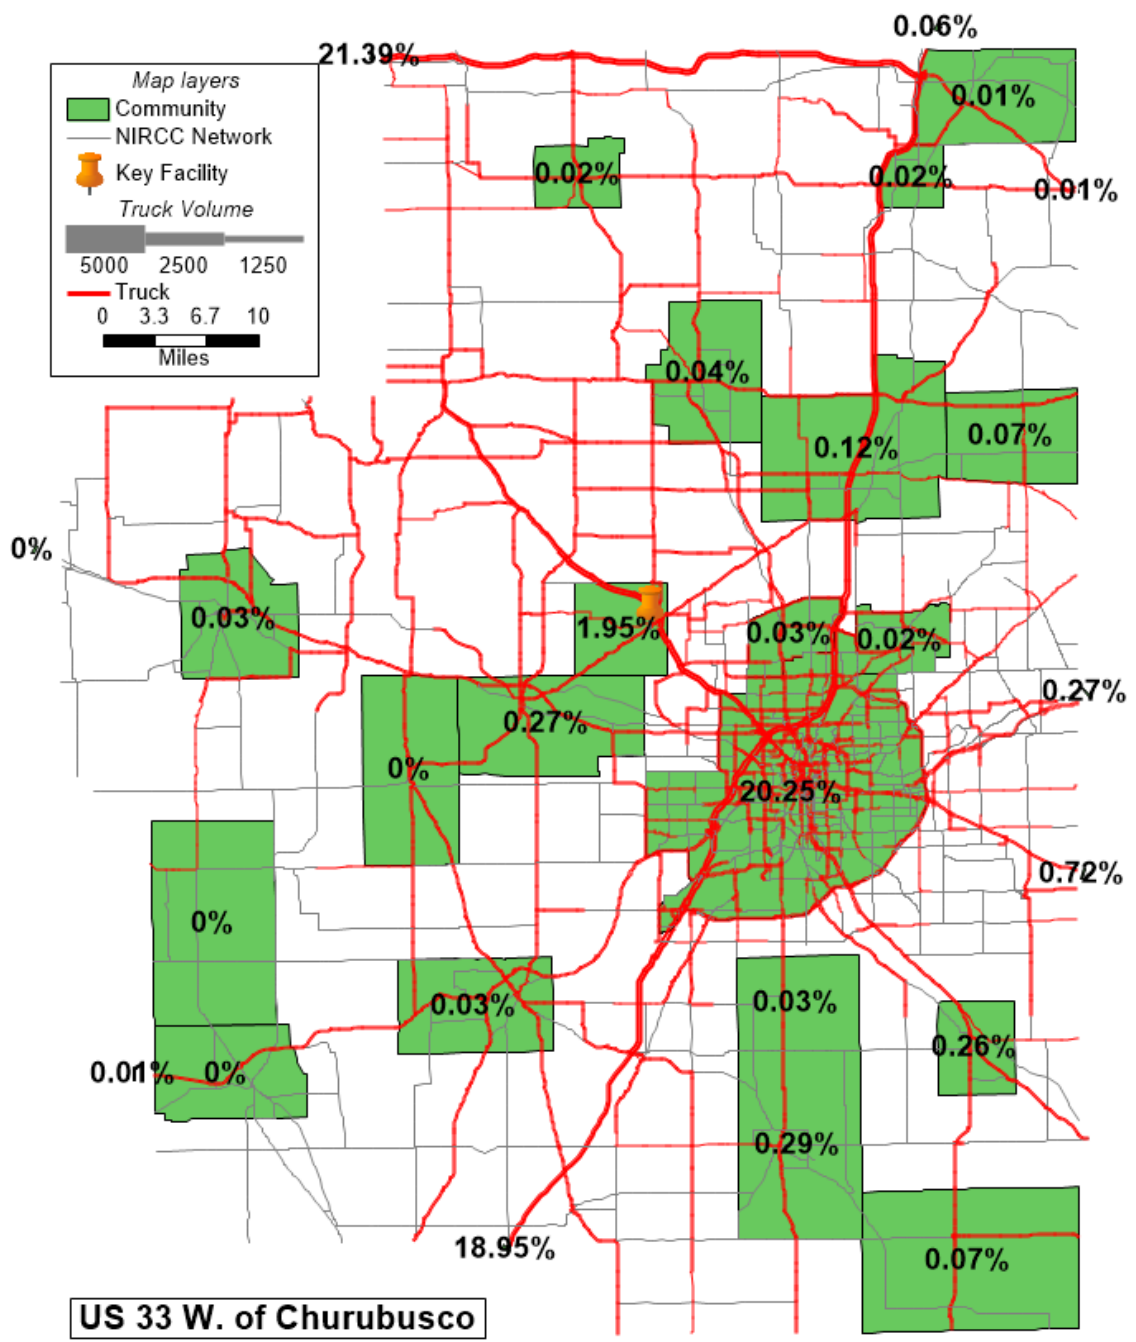 0.06%
21.39%
Map layers
Community
NIRCC Network
Key Facility
Truck Volume
5000 2500 1250
Truck
0 3.3 6.7 10
Miles
0.01%
0.02%
0.02%
0.01%
0.04%
0.12%
0.07%
0%
0.03%
1.95%
0.03%
0.02%
0.27%
0.27%
0%
20.25%
0.72%
0%
0.03%
0.03%
0.26%
0.01%
0%
0.29%
18.95%
0.07%
US 33 W. of Churubusco